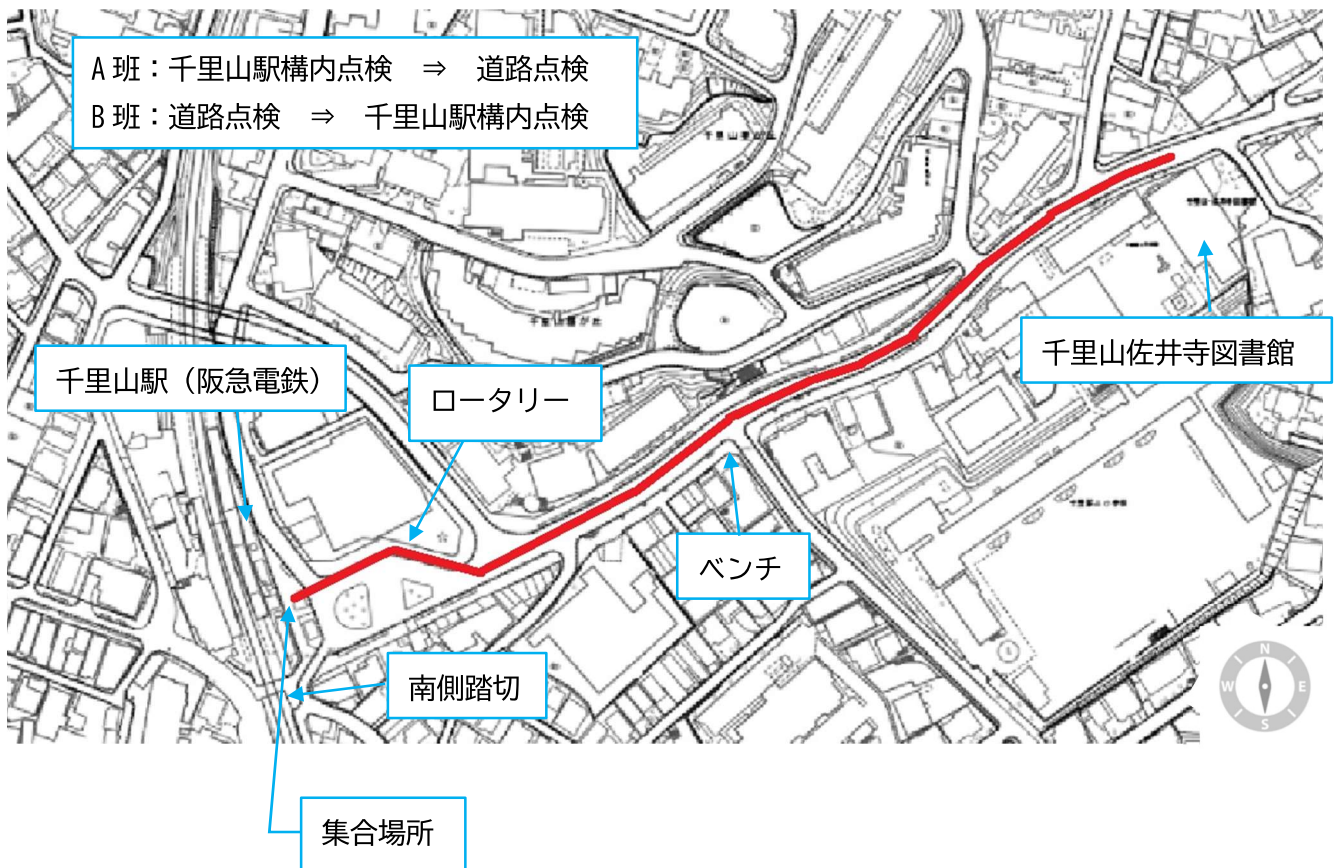 A班：千里山駅構内点検　⇒　道路点検
B班：道路点検　⇒　千里山駅構内点検
千里山佐井寺図書館
千里山駅（阪急電鉄）
ロータリー
ベンチ
南側踏切
集合場所
N
W
E
S